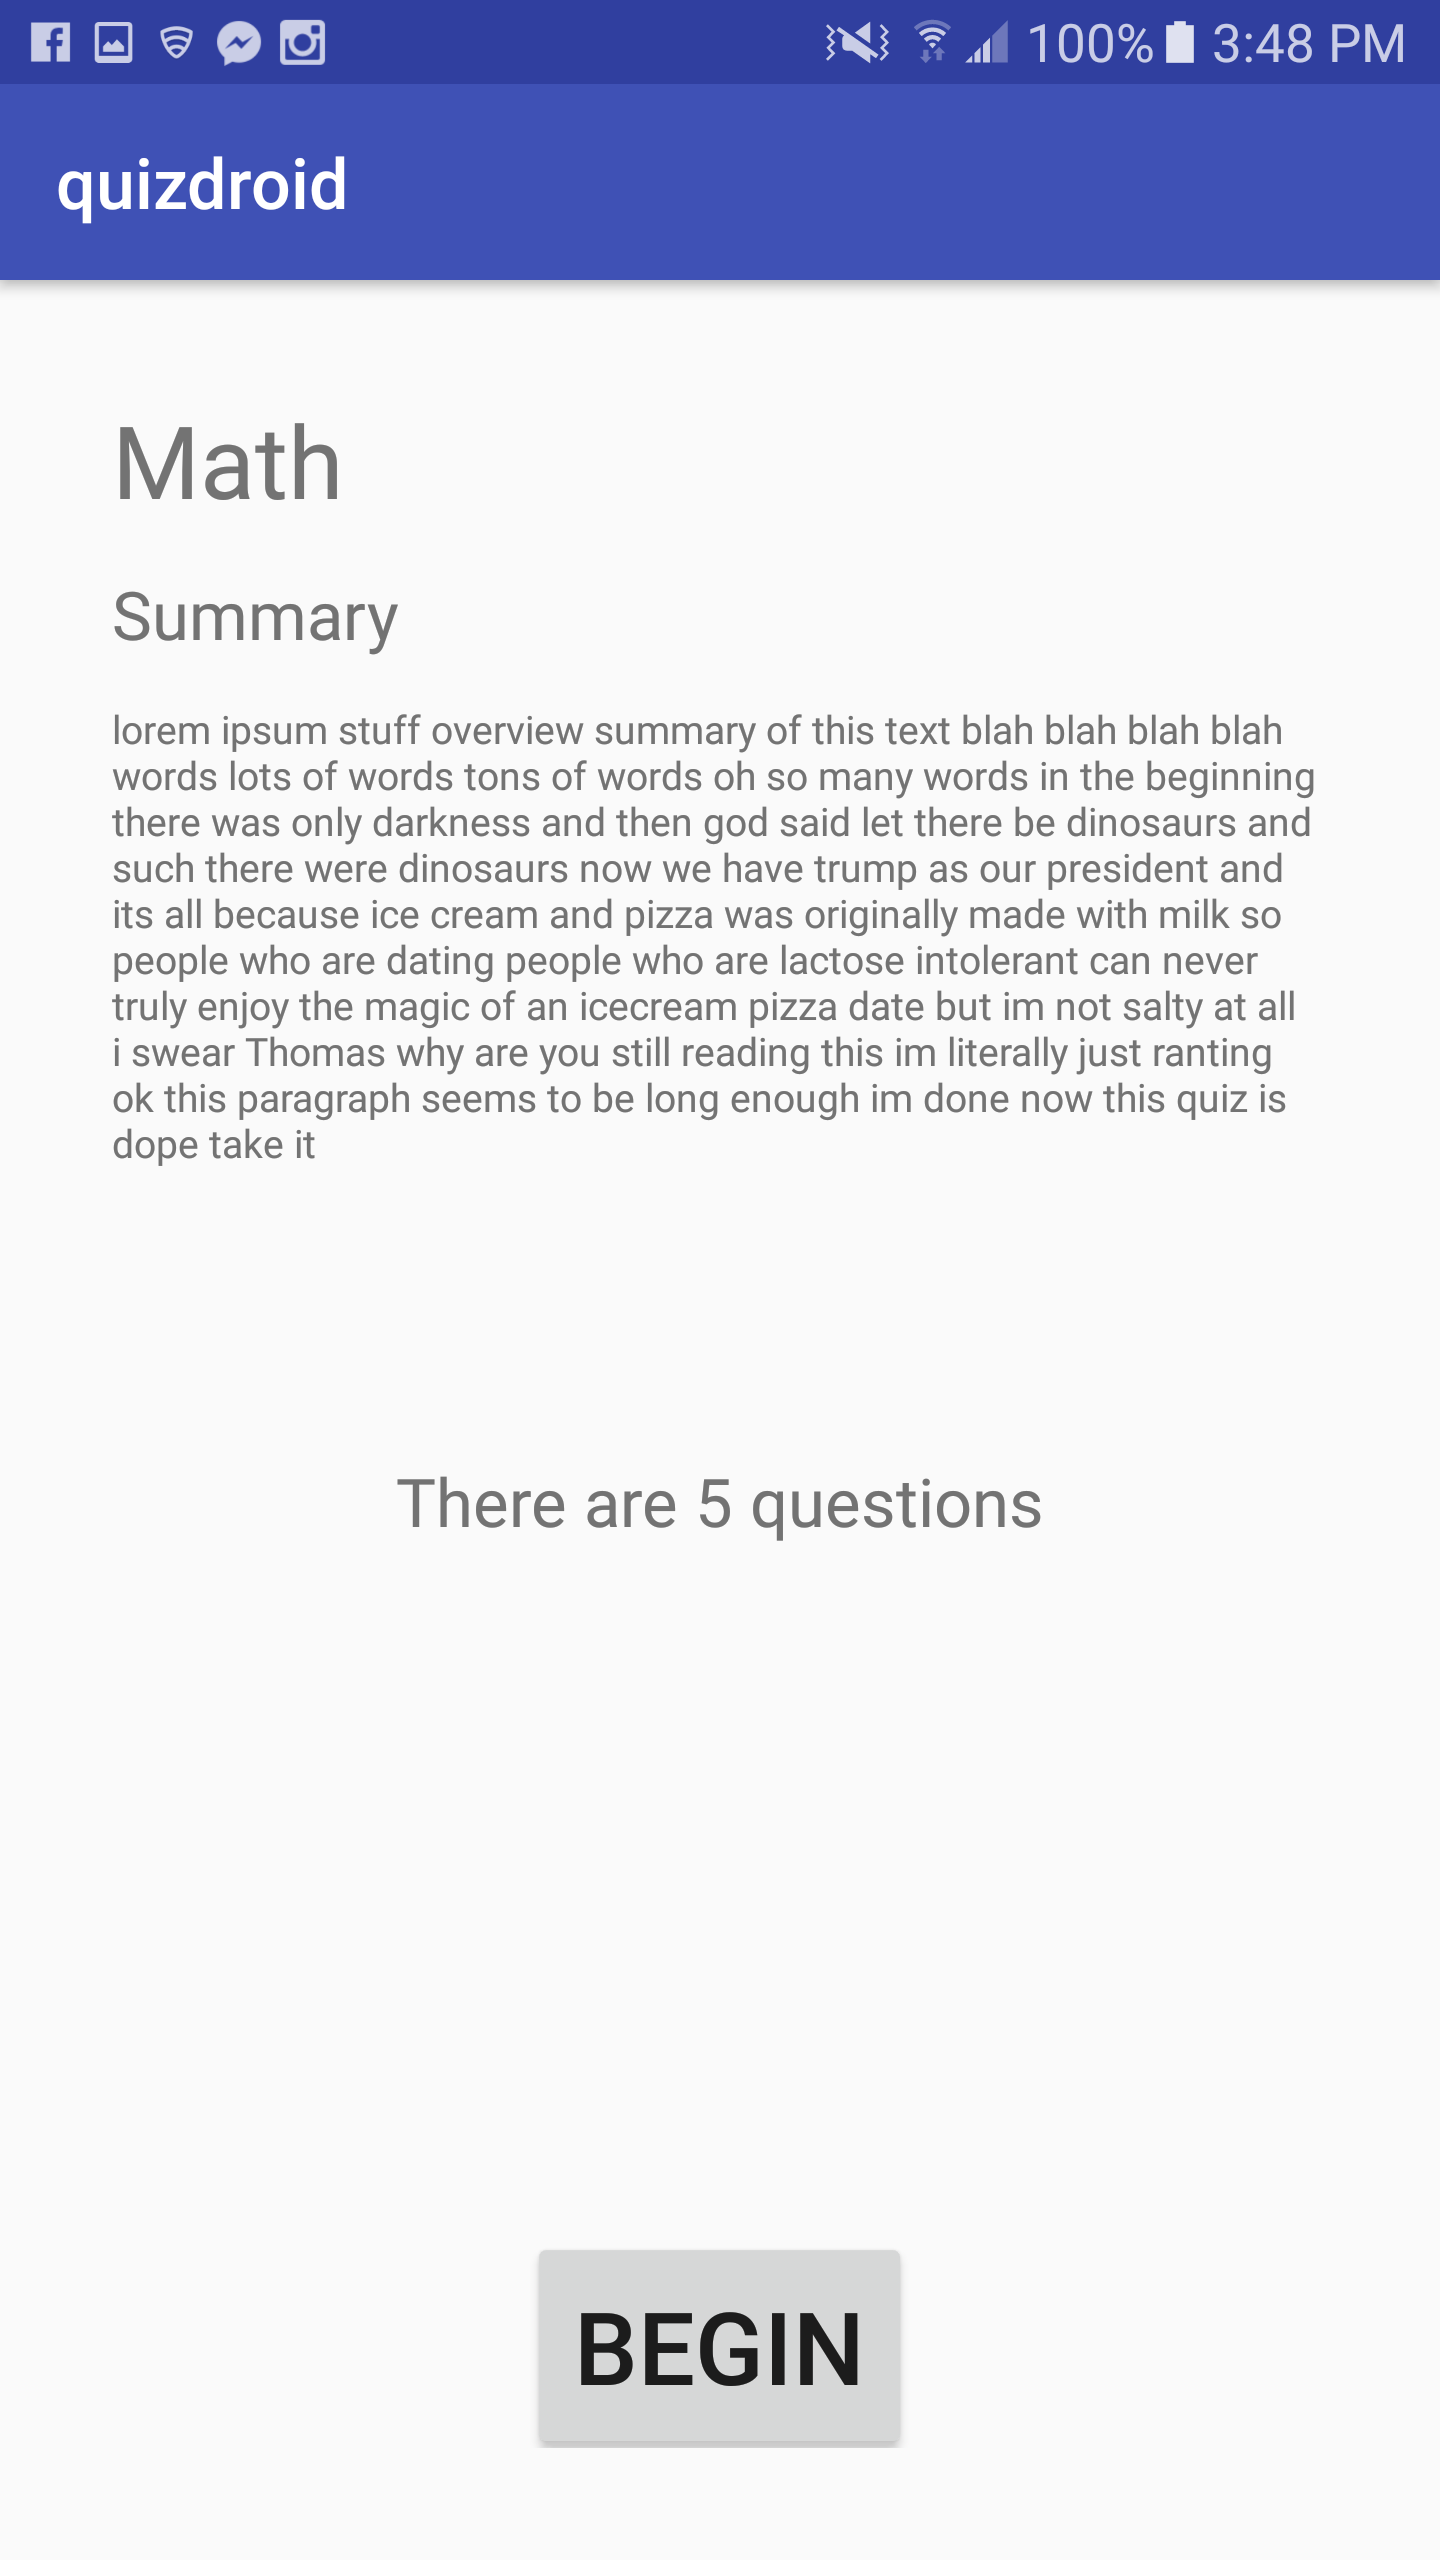 100% 3:48 PM
quizdroid
Math
Summary
lorem ipsum stuff overview summary of this text blah blah blah blah
words lots of words tons of words oh so many words in the beginning
there was only darkness and then god said let there be dinosaurs and
such there were dinosaurs now we have trump as our president and
its all because ice cream and pizza was originally made with milk so
people who are dating people who are lactose intolerant can never
truly enjoy the magic of an icecream pizza date but im not salty at all
i swear Thomas why are you still reading this im literally just ranting
ok this paragraph seems to be long enough im done now this quiz is
dope take it
There are 5 questions
BEGIN